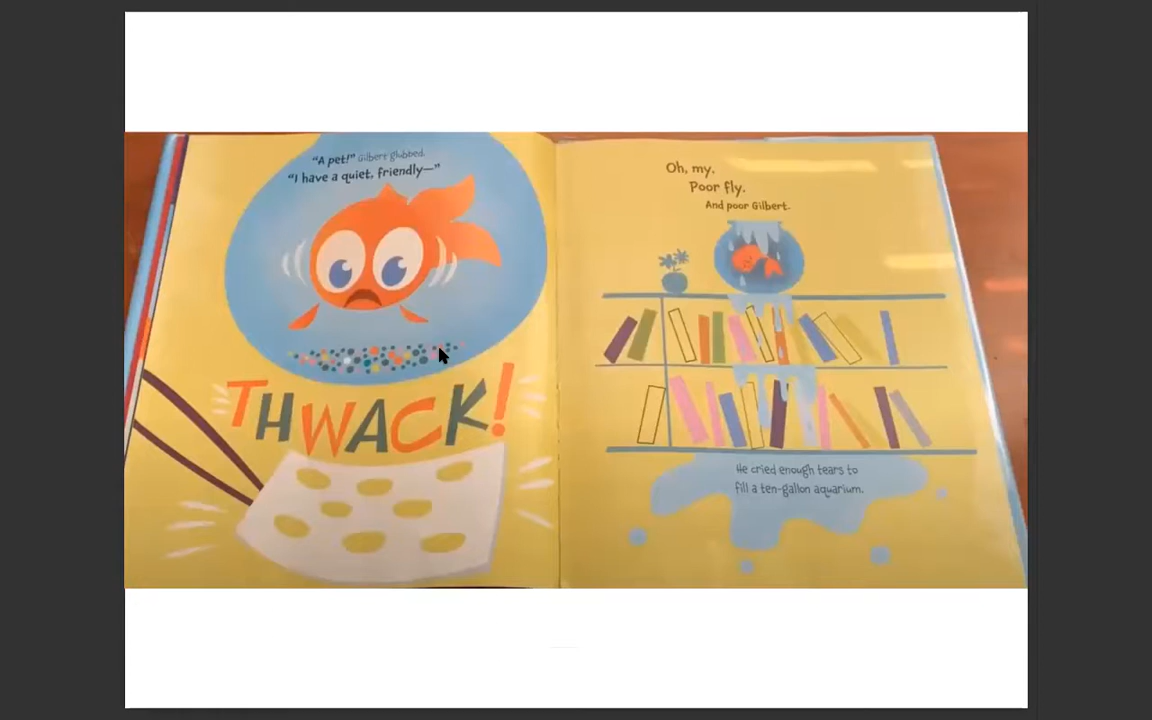 "A pet!" Gilbert glubbed.
"I have a quiet, friendly—"
THWACK!
Oh, my.
Poor fly.
And poor Gilbert.
He cried enough tears to
fill a ten-gallon aquarium.